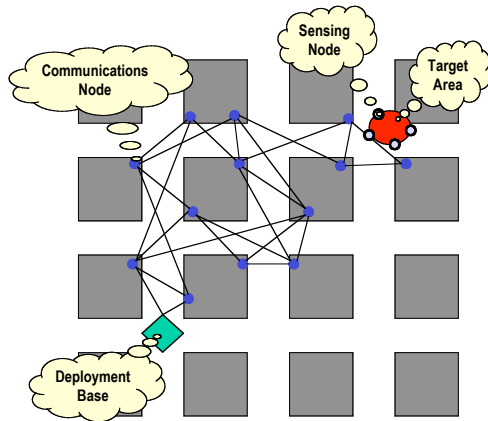 Sensing
Node
Communications
Node
Target
Area
Deployment
Base